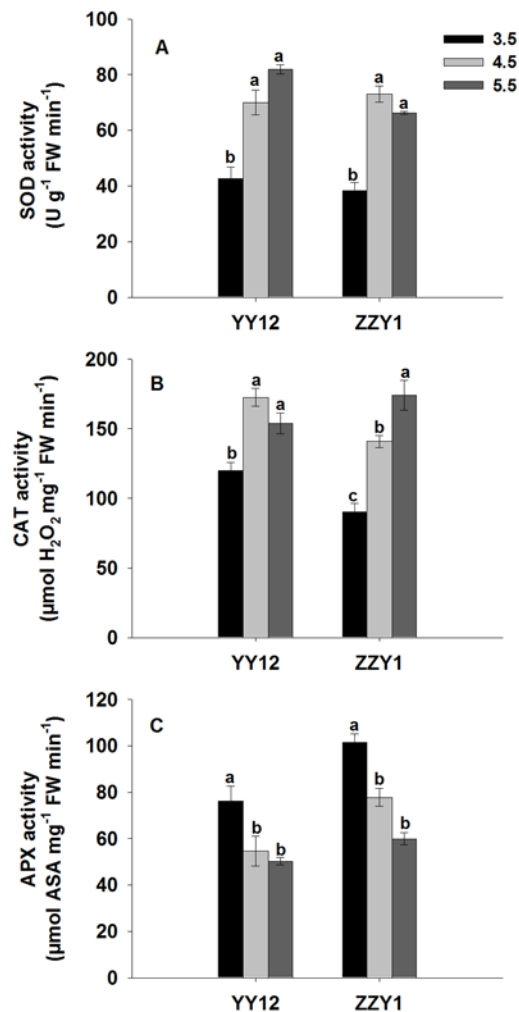 A
3.5
4.5
5.5
SOD activity
(U g⁻¹ FW min⁻¹)
100
80
60
40
20
0
b
a
a
b
a
a
YY12
ZZY1
B
CAT activity
(µmol H₂O₂ mg⁻¹ FW min⁻¹)
200
150
100
50
0
b
a
a
c
b
a
YY12
ZZY1
C
APX activity
(µmol ASA mg⁻¹ FW min⁻¹)
120
100
80
60
40
20
0
a
b
b
a
b
b
YY12
ZZY1